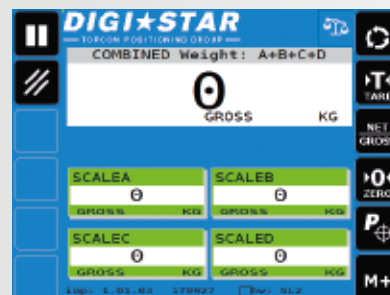 DIGI★STAR
TOPCON POSITIONING GROUP
COMBINED Weight: A+B+C+D
0
GROSS KG
T
TARE
NET
GROSS
0
ZERO
P
M+
SCALEA SCALEB
0 0
GROSS KG GROSS KG
SCALEC SCALED
0 0
GROSS KG GROSS KG